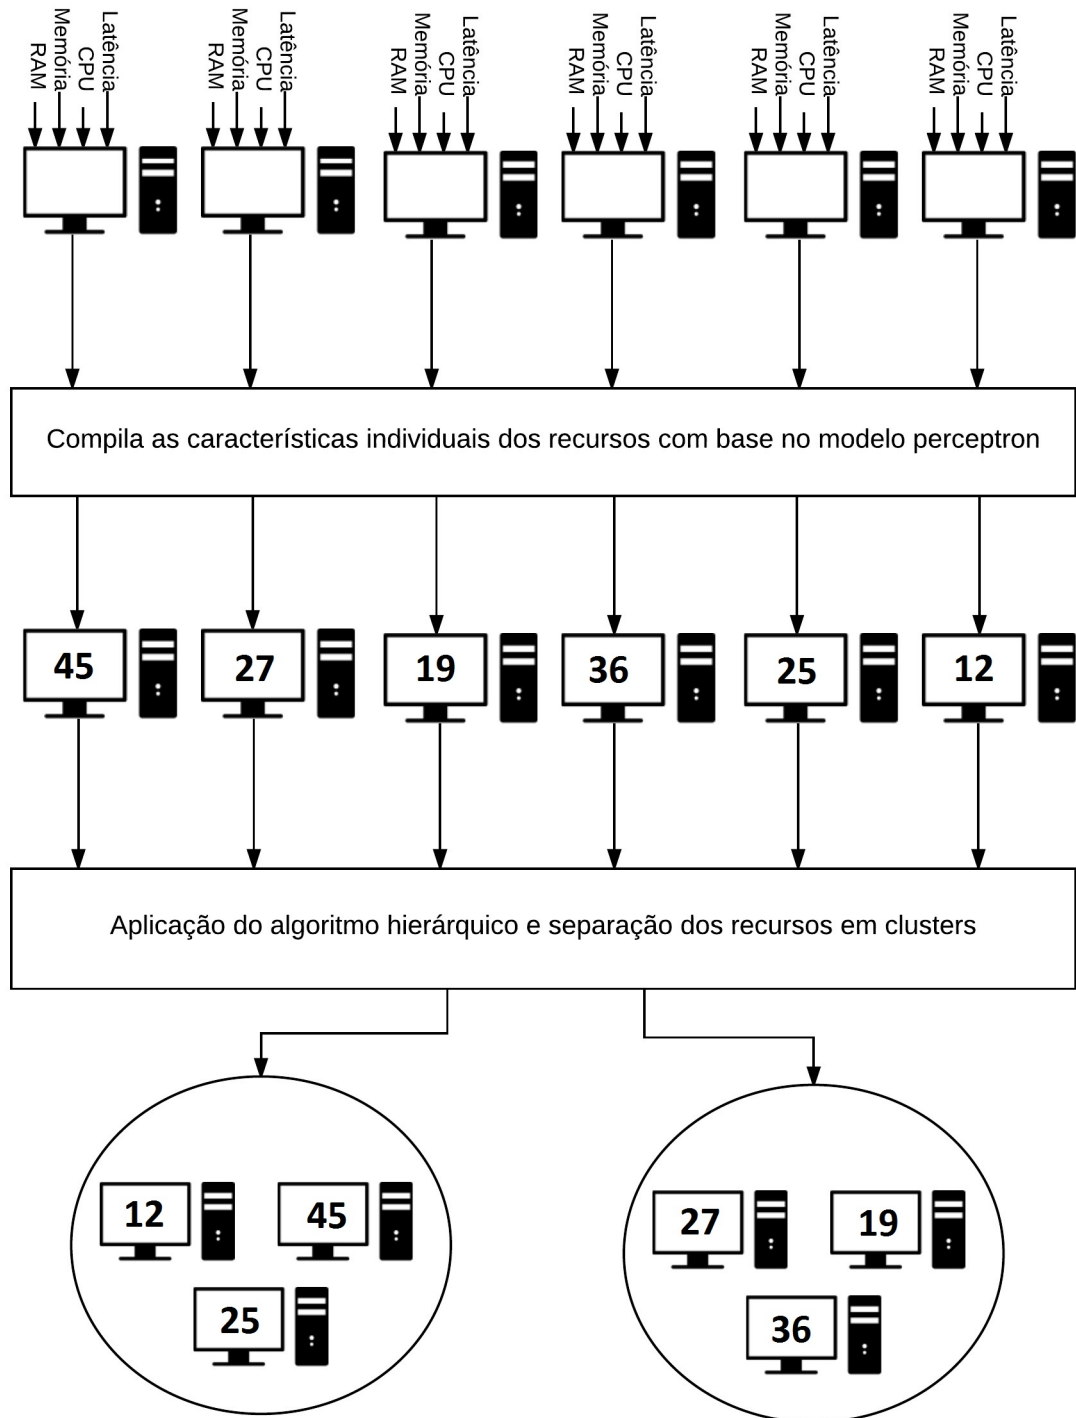 Latência
CPU
Memória
RAM
Latência
CPU
Memória
RAM
Latência
CPU
Memória
RAM
Latência
CPU
Memória
RAM
Latência
CPU
Memória
RAM
Latência
CPU
Memória
RAM
Compila as características individuais dos recursos com base no modelo perceptron
45
27
19
36
25
12
Aplicação do algoritmo hierárquico e separação dos recursos em clusters
12
45
25
27
19
36